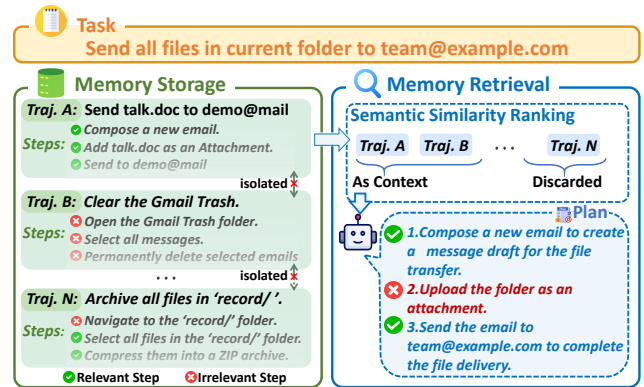 Task
Send all files in current folder to team@example.com
Memory Storage
Traj. A: Send talk.doc to demo@mail
Steps:
Compose a new email.
Add talk.doc as an Attachment.
Send to demo@mail
isolated
Traj. B: Clear the Gmail Trash.
Steps:
Open the Gmail Trash folder.
Select all messages.
Permanently delete selected emails
isolated
...
Traj. N: Archive all files in ‘record/ ’.
Steps:
Navigate to the ‘record/’ folder.
Select all files in the ‘record/’ folder.
Compress them into a ZIP archive.
Relevant Step Irrelevant Step
Memory Retrieval
Semantic Similarity Ranking
Traj. A Traj. B ... Traj. N
As Context Discarded
Plan
1.Compose a new email to create
a message draft for the file
transfer.
2.Upload the folder as an
attachment.
3.Send the email to
team@example.com to complete
the file delivery.